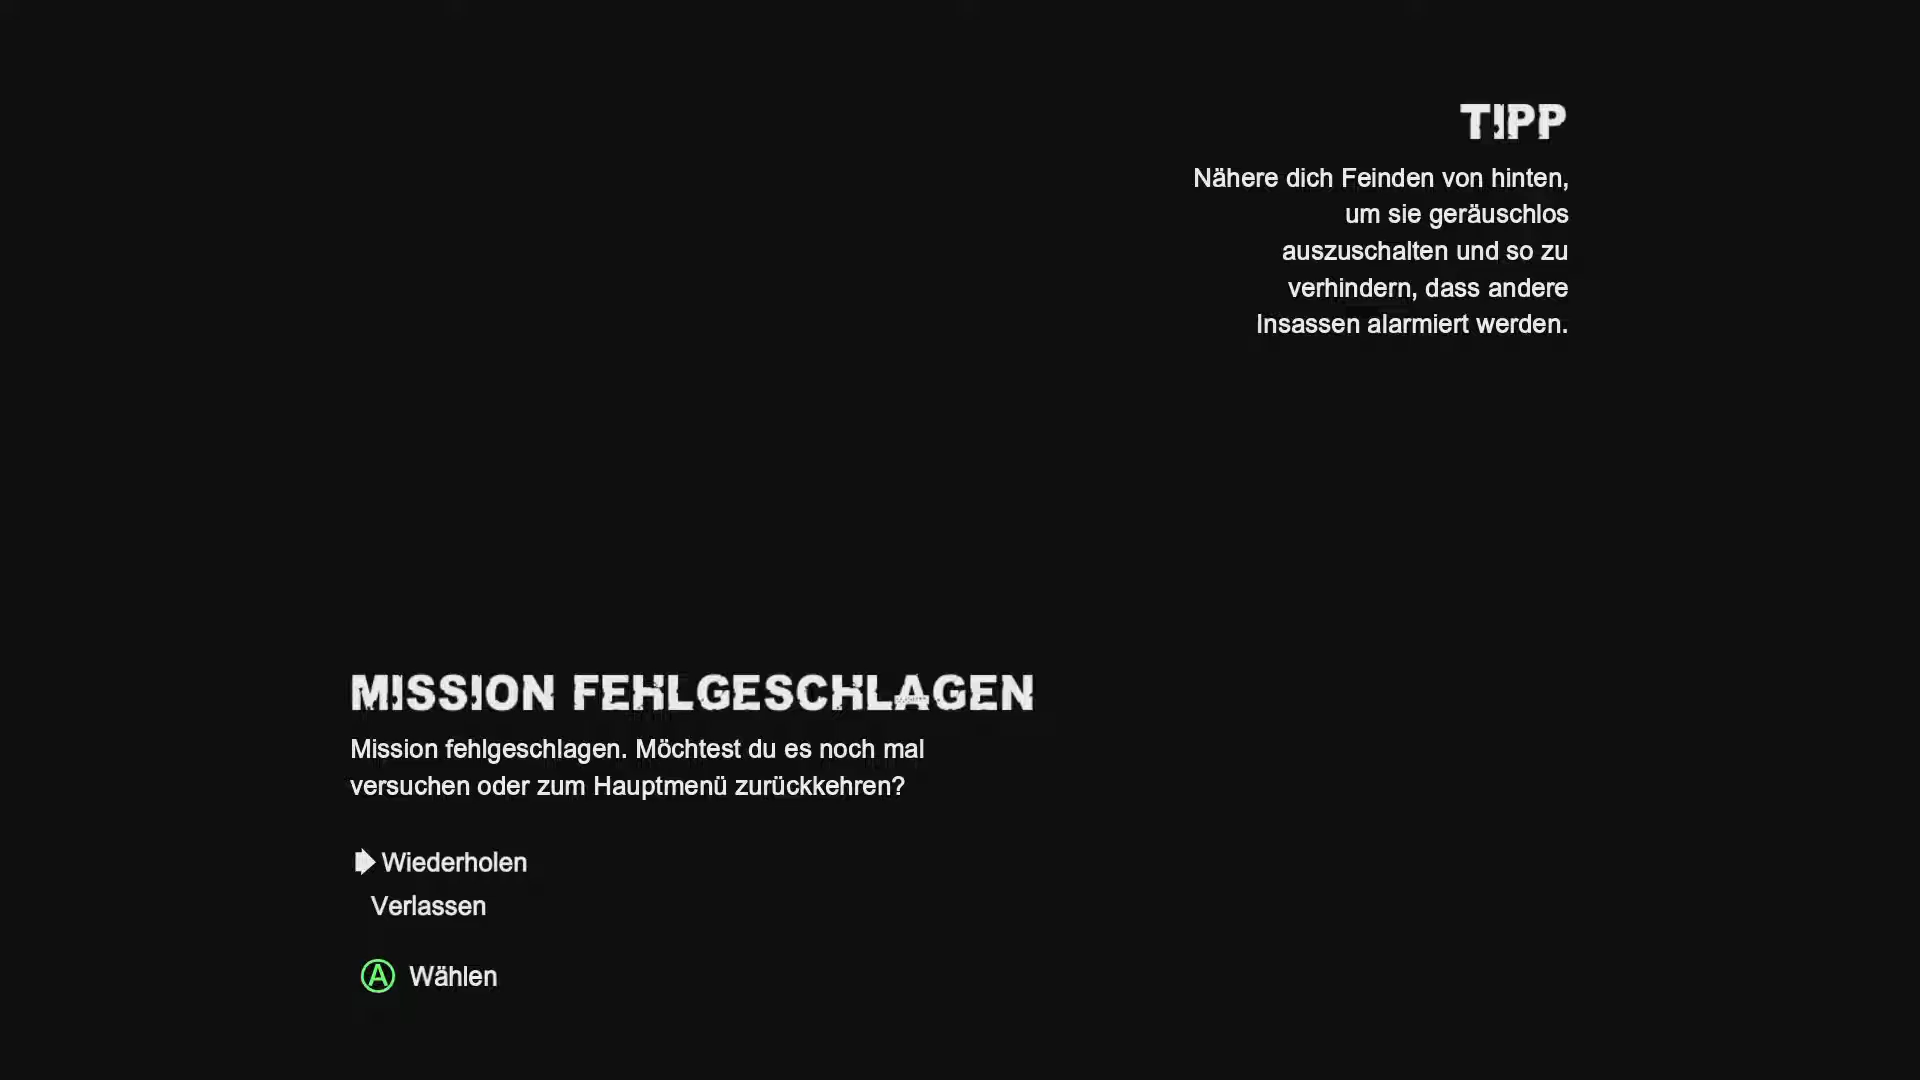 TIPP
Nähere dich Feinden von hinten,
um sie geräuschlos
auszuschalten und so zu
verhindern, dass andere
Insassen alarmiert werden.
MISSION FEHLGESCHLAGEN
Mission fehlgeschlagen. Möchtest du es noch mal
versuchen oder zum Hauptmenü zurückkehren?
Wiederholen
Verlassen
A Wählen